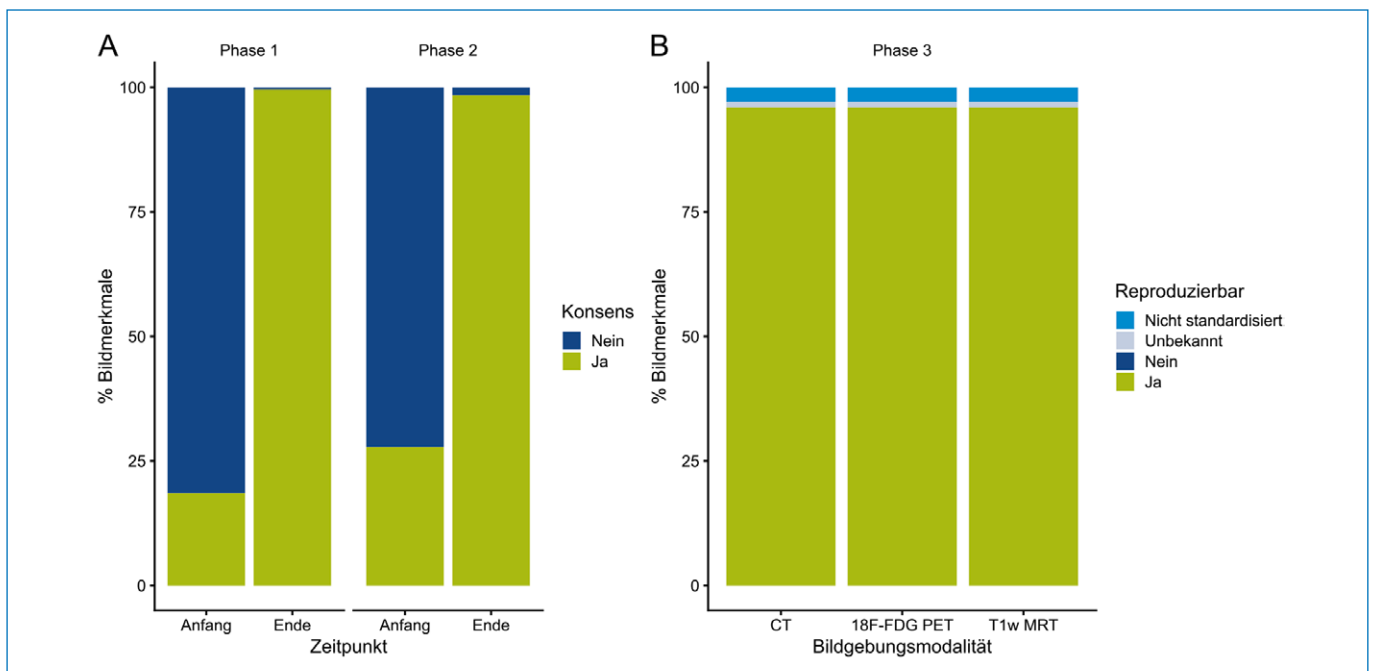 A
Phase 1
Phase 2
% Bildmerkmale
100
75
50
25
0
Anfang
Ende
Anfang
Ende
Zeitpunkt
Konsens
Nein
Ja
B
Phase 3
% Bildmerkmale
100
75
50
25
0
CT
18F-FDG PET
T1w MRT
Bildgebungsmodalität
Reproduzierbar
Nicht standardisiert
Unbekannt
Nein
Ja